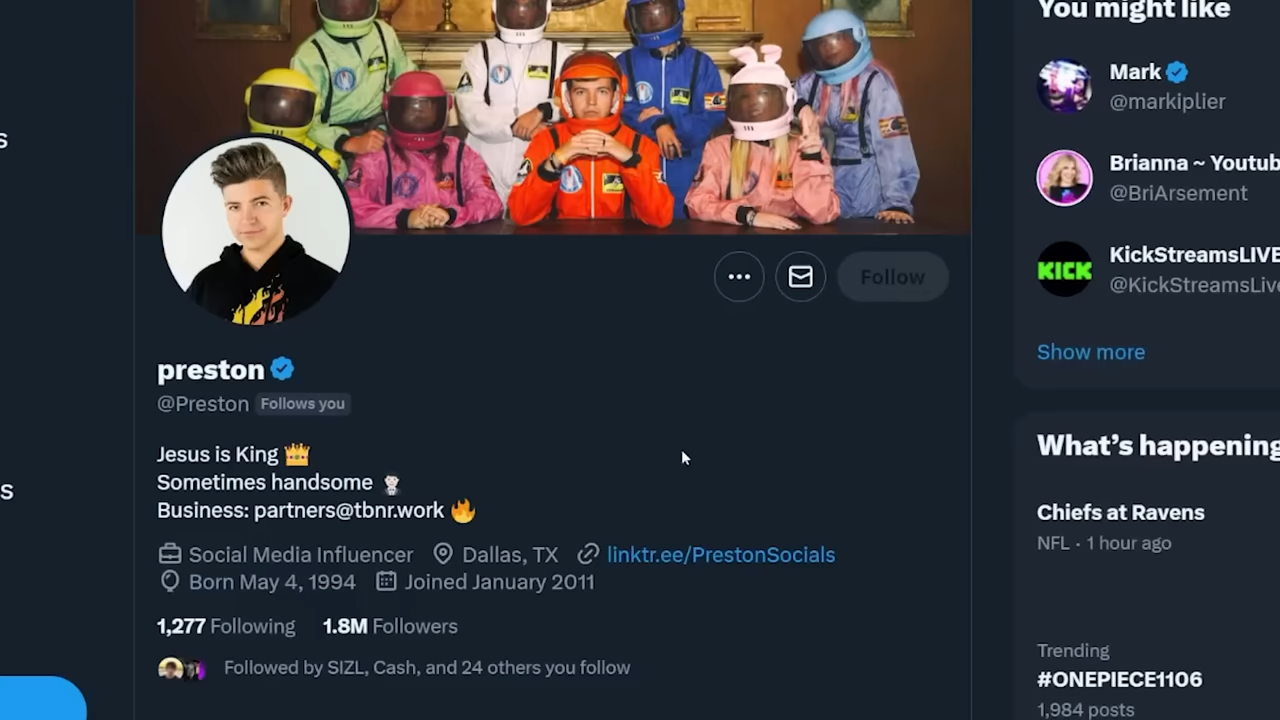 s
s
preston
@Preston Follows you
Jesus is King 👑
Sometimes handsome 🤵🏻
Business: partners@tbnr.work 🔥
Social Media Influencer Dallas, TX linktr.ee/PrestonSocials
Born May 4, 1994 Joined January 2011
1,277 Following 1.8M Followers
Followed by SIZL, Cash, and 24 others you follow
Follow
You might like
Mark
@markiplier
Brianna ~ Youtub
@BriArsement
KICK
KickStreamsLIVE
@KickStreamsLive
Show more
What’s happening
Chiefs at Ravens
NFL · 1 hour ago
Trending
#ONEPIECE1106
1,984 posts